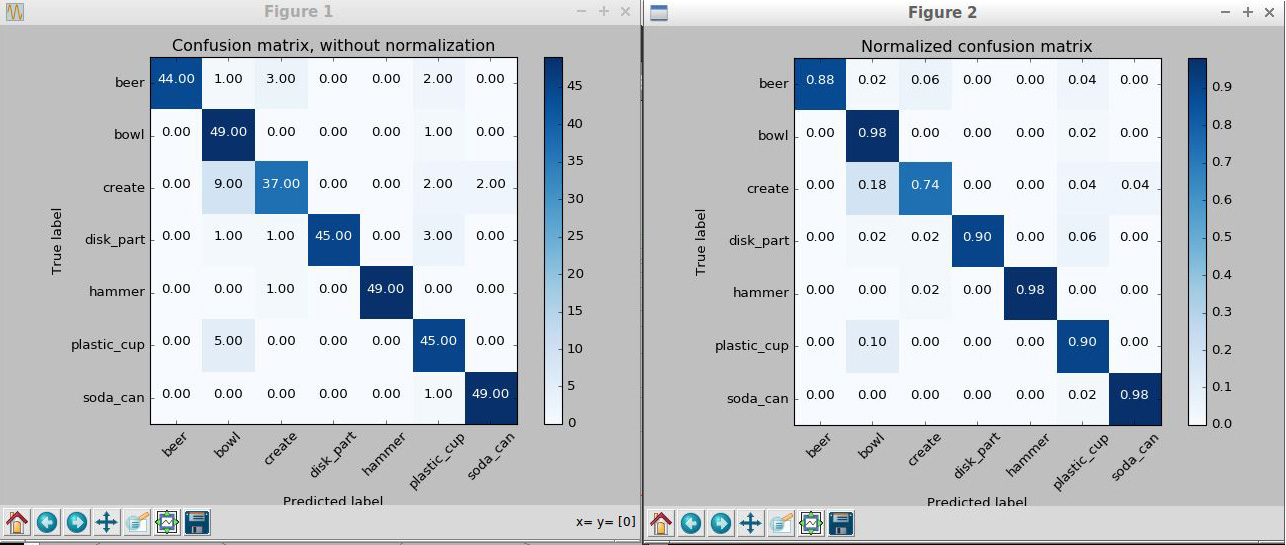 Figure 1
Confusion matrix, without normalization
beer 44.00 1.00 3.00 0.00 0.00 2.00 0.00
bowl 0.00 49.00 0.00 0.00 0.00 1.00 0.00
create 0.00 9.00 37.00 0.00 0.00 2.00 2.00
disk_part 0.00 1.00 1.00 45.00 0.00 3.00 0.00
hammer 0.00 0.00 1.00 0.00 49.00 0.00 0.00
plastic_cup 0.00 5.00 0.00 0.00 0.00 45.00 0.00
soda_can 0.00 0.00 0.00 0.00 0.00 1.00 49.00
True label
beer bowl create disk_part hammer plastic_cup soda_can
Predicted label
45
40
35
30
25
20
15
10
5
0
x= y= [0]
Figure 2
Normalized confusion matrix
beer 0.88 0.02 0.06 0.00 0.00 0.04 0.00
bowl 0.00 0.98 0.00 0.00 0.00 0.02 0.00
create 0.00 0.18 0.74 0.00 0.00 0.04 0.04
disk_part 0.00 0.02 0.02 0.90 0.00 0.06 0.00
hammer 0.00 0.00 0.02 0.00 0.98 0.00 0.00
plastic_cup 0.00 0.10 0.00 0.00 0.00 0.90 0.00
soda_can 0.00 0.00 0.00 0.00 0.00 0.02 0.98
True label
beer bowl create disk_part hammer plastic_cup soda_can
Predicted label
0.9
0.8
0.7
0.6
0.5
0.4
0.3
0.2
0.1
0.0